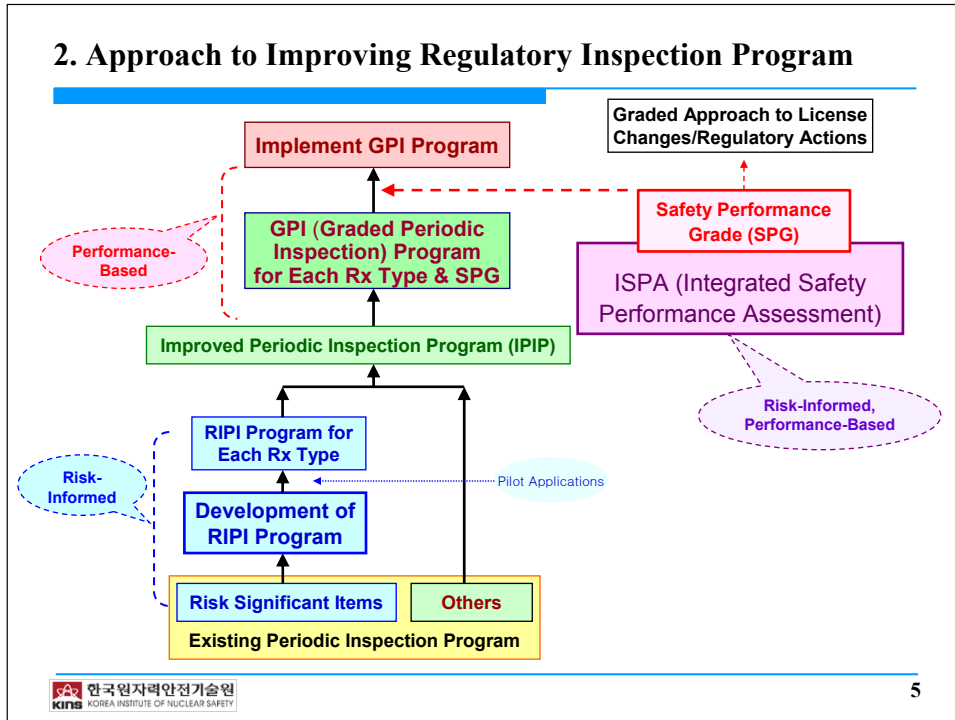 2. Approach to Improving Regulatory Inspection Program
Graded Approach to License
Changes/Regulatory Actions
Implement GPI Program
Safety Performance
Grade (SPG)
GPI (Graded Periodic
Inspection) Program
for Each Rx Type & SPG
Performance-
Based
ISPA (Integrated Safety
Performance Assessment)
Improved Periodic Inspection Program (IPIP)
Risk-Informed,
Performance-Based
RIPI Program for
Each Rx Type
Risk-
Informed
Pilot Applications
Development of
RIPI Program
Risk Significant Items
Others
Existing Periodic Inspection Program
KINS
한국원자력안전기술원
KOREA INSTITUTE OF NUCLEAR SAFETY
5